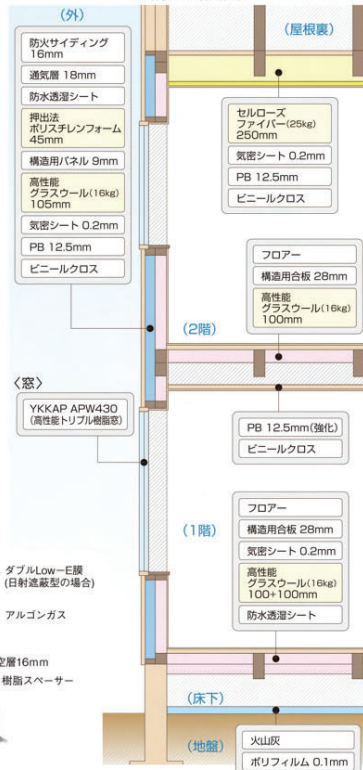 (外)
防火サイディング
16mm
通気層 18mm
防水透湿シート
押出法
ポリスチレンフォーム
45mm
構造用パネル 9mm
高性能
グラスウール(16kg)
105mm
気密シート 0.2mm
PB 12.5mm
ビニールクロス
(屋根裏)
セルローズ
ファイバー(25kg)
250mm
気密シート 0.2mm
PB 12.5mm
ビニールクロス
フロアー
構造用合板 28mm
高性能
グラスウール(16kg)
100mm
(2階)
〈窓〉
YKKAP APW430
(高性能トリプル樹脂窓)
PB 12.5mm(強化)
ビニールクロス
(1階)
フロアー
構造用合板 28mm
気密シート 0.2mm
高性能
グラスウール(16kg)
100+100mm
防水透湿シート
ダブルLow-E膜
(日射遮蔽型の場合)
アルゴンガス
空層16mm
樹脂スペーサー
(床下)
(地盤)
火山灰
ポリフィルム 0.1mm